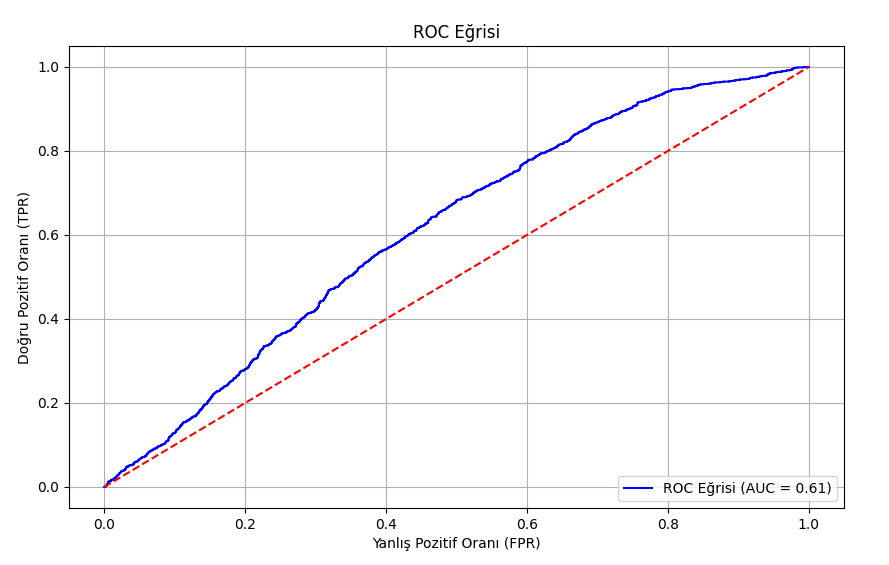 ROC Eğrisi
1.0
0.8
0.6
0.4
0.2
0.0
Doğru Pozitif Oranı (TPR)
ROC Eğrisi (AUC = 0.61)
0.0 0.2 0.4 0.6 0.8 1.0
Yanlış Pozitif Oranı (FPR)